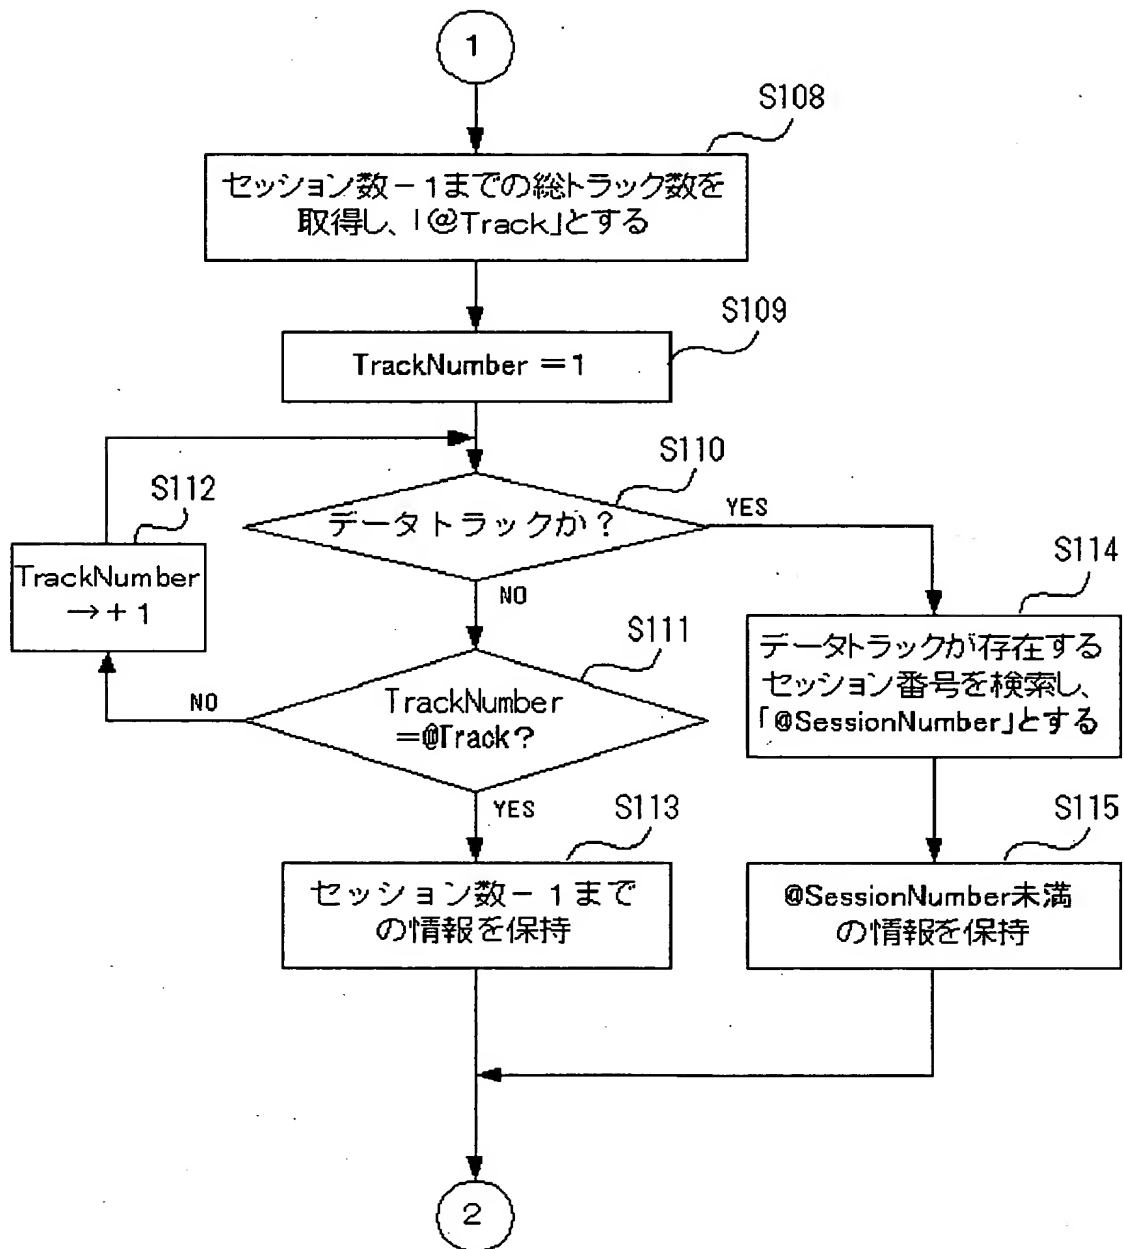 1
S108
セッション数－1までの総トラック数を
取得し、「@Track」とする
S109
TrackNumber ＝1
S110
データトラックか？
YES
NO
S112
TrackNumber
→＋1
S111
TrackNumber
＝@Track？
NO
YES
S114
データトラックが存在する
セッション番号を検索し、
「@SessionNumber」とする
S113
セッション数－1まで
の情報を保持
S115
@SessionNumber未満
の情報を保持
2